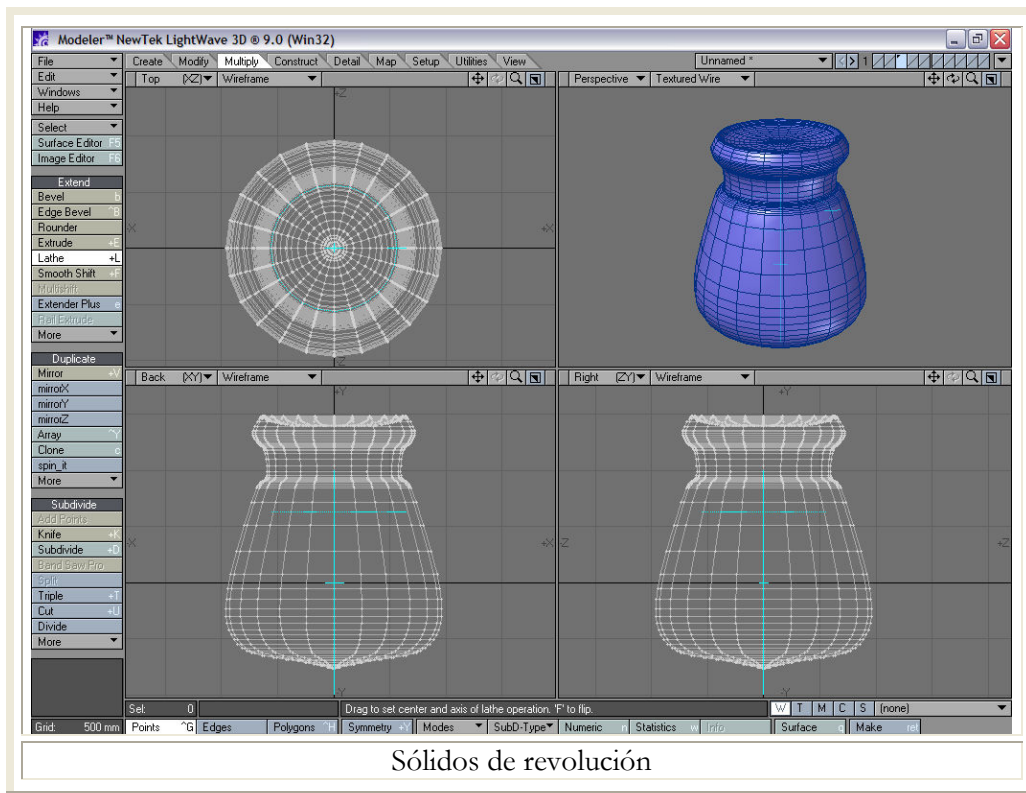 Modeler™ NewTek LightWave 3D ® 9.0 (Win32)
File Create Modify Multiply Construct Detail Map Setup Utilities View Unnamed * 1
Edit
Windows
Help
Select
Surface Editor F5
Image Editor F6
Extend
Bevel b
Edge Bevel ^B
Rounder
Extrude +E
Lathe +L
Smooth Shift +F
Multishift
Extender Plus e
Rail Extrude
More
Duplicate
Mirror +V
mirrorX
mirrorY
mirrorZ
Array ^Y
Clone c
spin_it
More
Subdivide
Add Points
Knife +K
Subdivide +D
Band Saw Pro
Split
Triple +T
Cut +U
Divide
More
Top (XZ) Wireframe
+Z
-X +X
-Z
Perspective Textured Wire
Back (XY) Wireframe
+Y
-X +X
-Y
Right (ZY) Wireframe
+Y
-Z +Z
-Y
Sel: 0 Drag to set center and axis of lathe operation. 'F' to flip. W T M C S (none)
Grid: 500 mm Points ^G Edges Polygons ^H Symmetry +Y Modes SubD-Type Numeric n Statistics w Info Surface q Make ret
Sólidos de revolución